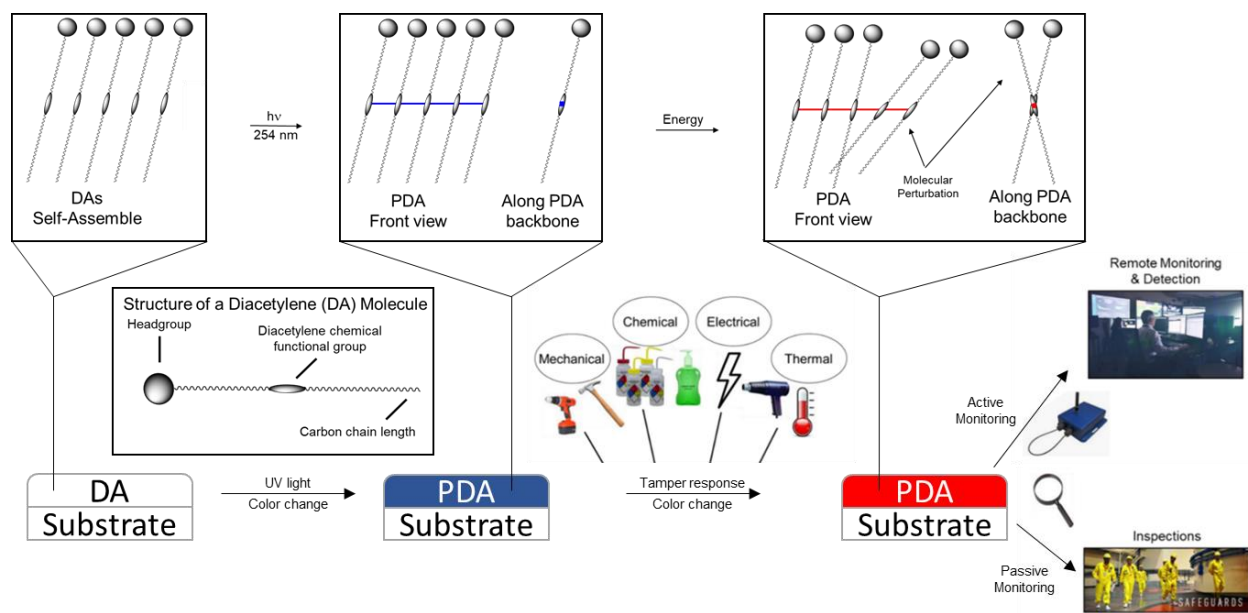 DAs
Self-Assemble
hν
254 nm
PDA
Front view
Along PDA
backbone
Energy
Molecular
Perturbation
PDA
Front view
Along PDA
backbone
Structure of a Diacetylene (DA) Molecule
Headgroup
Diacetylene chemical
functional group
Carbon chain length
Mechanical
Chemical
Electrical
Thermal
Remote Monitoring
& Detection
Active
Monitoring
DA
Substrate
UV light
Color change
PDA
Substrate
Tamper response
Color change
PDA
Substrate
Passive
Monitoring
Inspections
SAFEGUARDS